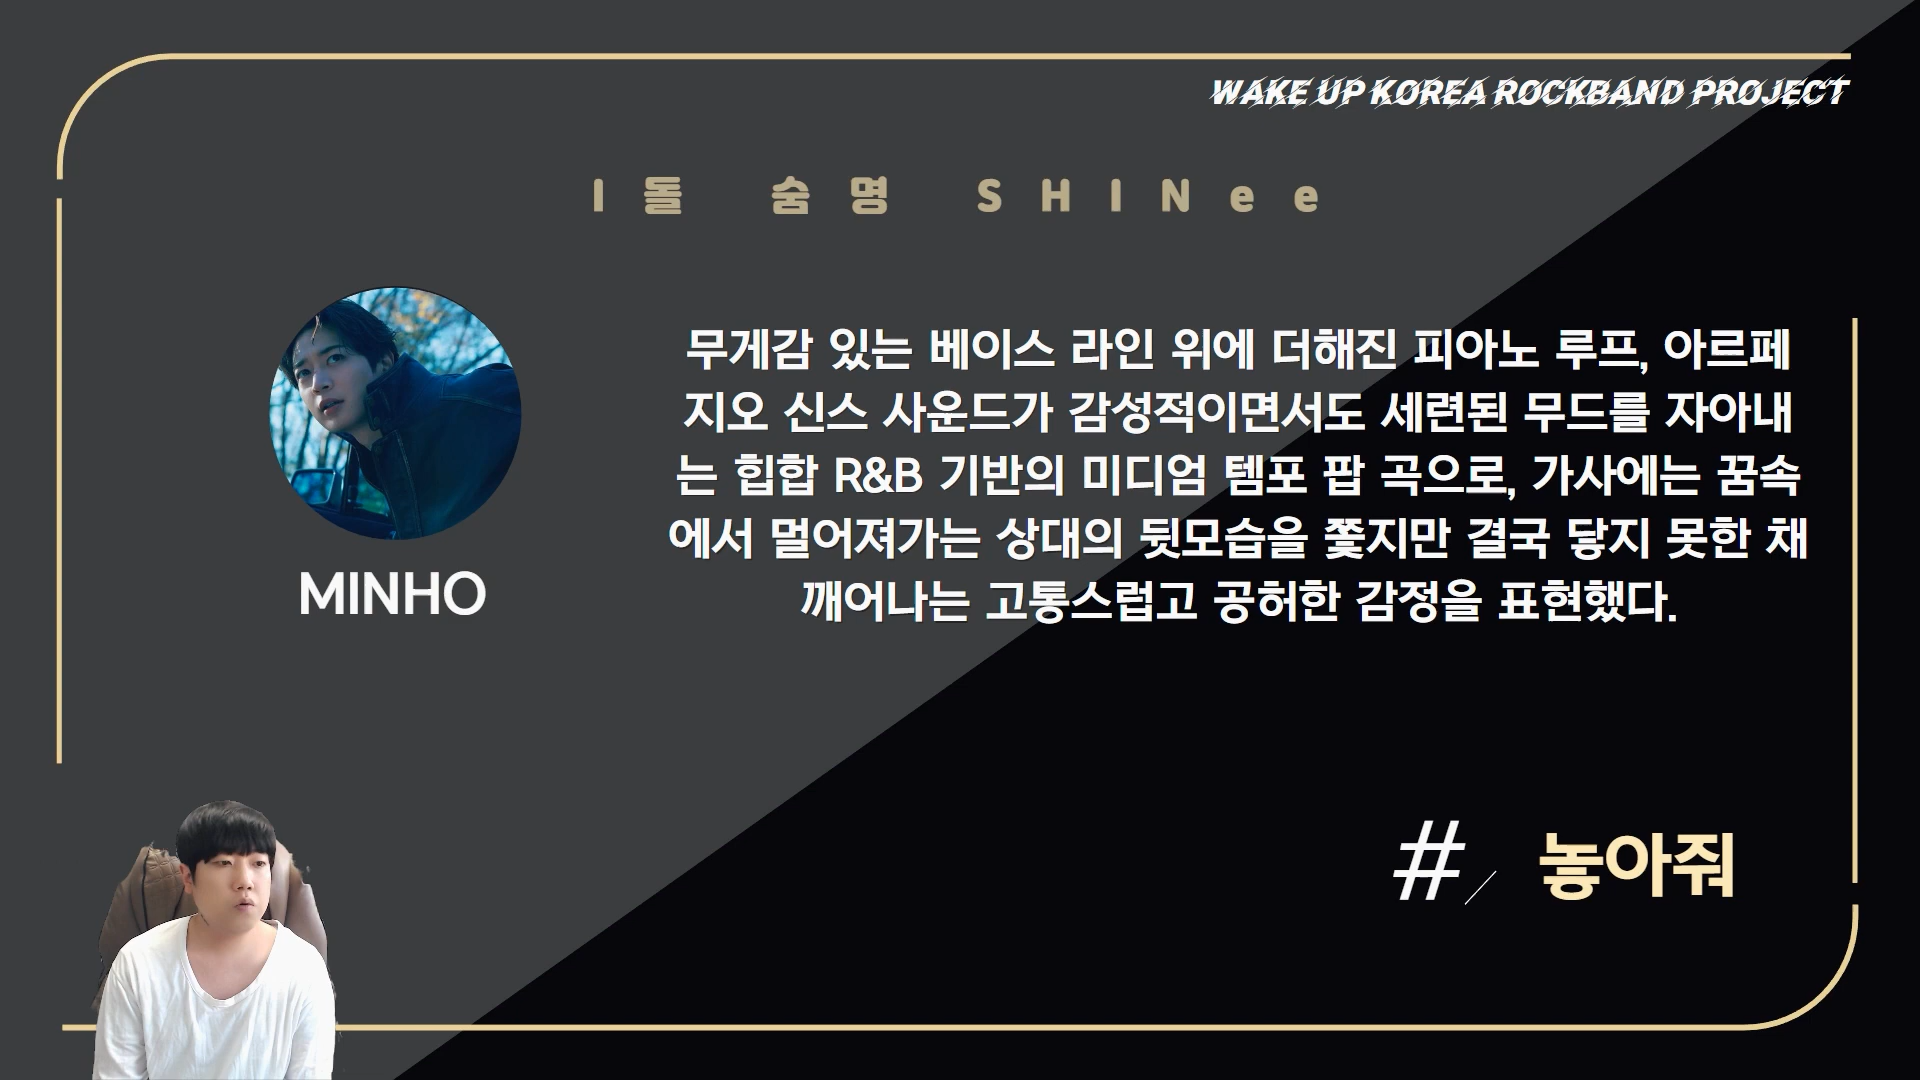 WAKE UP KOREA ROCKBAND PROJECT
I돌 숨명 SHINee
무게감 있는 베이스 라인 위에 더해진 피아노 루프, 아르페
지오 신스 사운드가 감성적이면서도 세련된 무드를 자아내
는 힙합 R&B 기반의 미디엄 템포 팝 곡으로, 가사에는 꿈속
에서 멀어져가는 상대의 뒷모습을 쫓지만 결국 닿지 못한 채
깨어나는 고통스럽고 공허한 감정을 표현했다.
MINHO
# 놓아줘